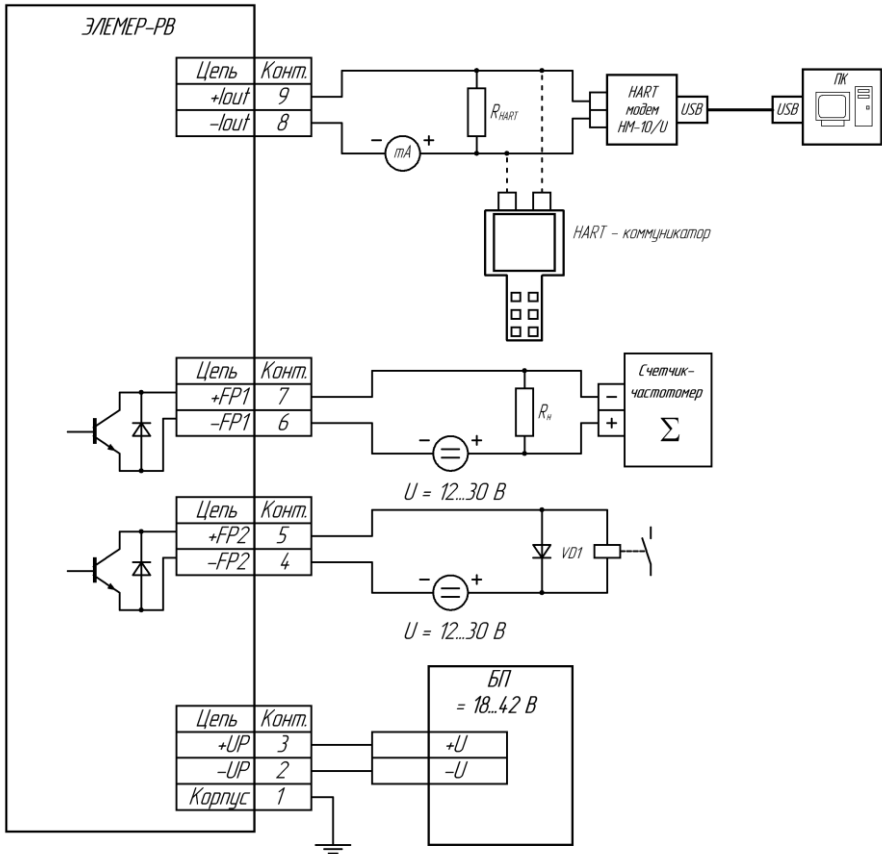 ЭЛЕМЕР-РВ
Цепь Конт.
+Iout 9
-Iout 8
R_HART
- mA +
HART
модем
HM-10/U
USB
USB
ПК
HART - коммуникатор
Цепь Конт.
+FP1 7
-FP1 6
Rн
- +
U = 12...30 В
Счетчик-
частотомер
-
+
Σ
Цепь Конт.
+FP2 5
-FP2 4
VD1
- +
U = 12...30 В
БП
= 18...42 В
Цепь Конт.
+UP 3
-UP 2
Корпус 1
+U
-U